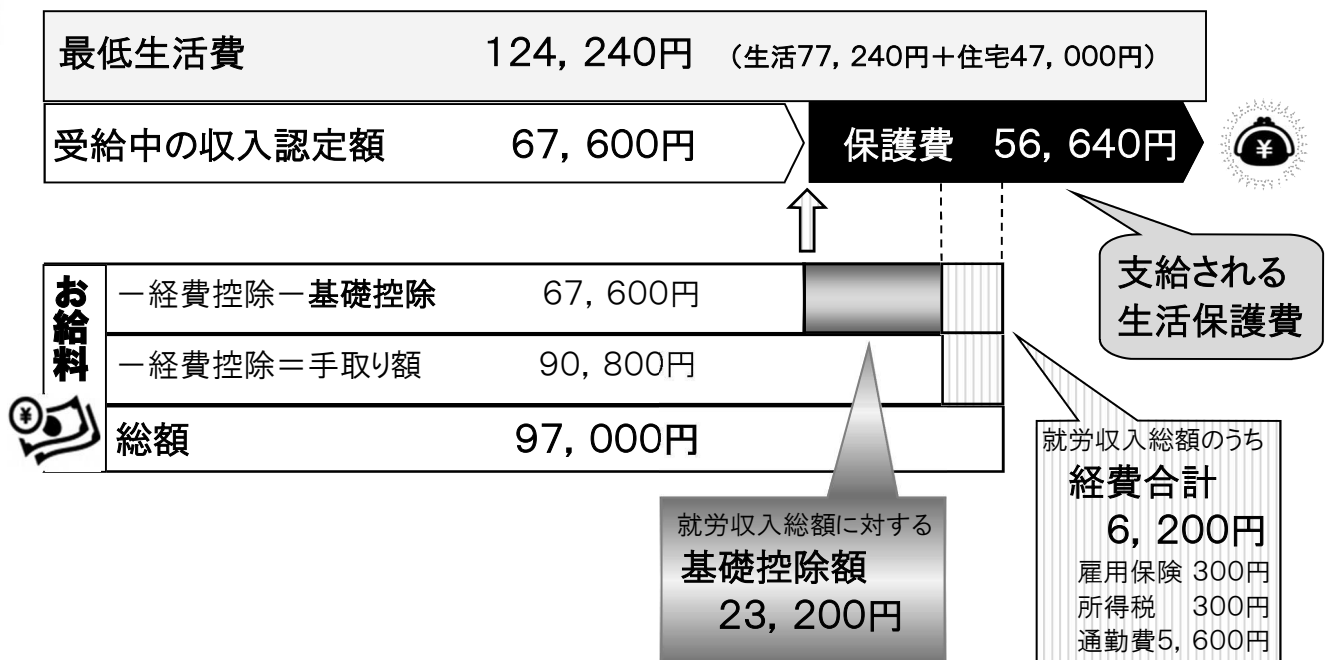 最低生活費 124,240円 (生活77,240円+住宅47,000円)
受給中の収入認定額 67,600円 保護費 56,640円
¥
支給される
生活保護費
お給料
¥
-経費控除-基礎控除 67,600円
-経費控除=手取り額 90,800円
総額 97,000円
就労収入総額に対する
基礎控除額
23,200円
就労収入総額のうち
経費合計
6,200円
雇用保険 300円
所得税 300円
通勤費5,600円